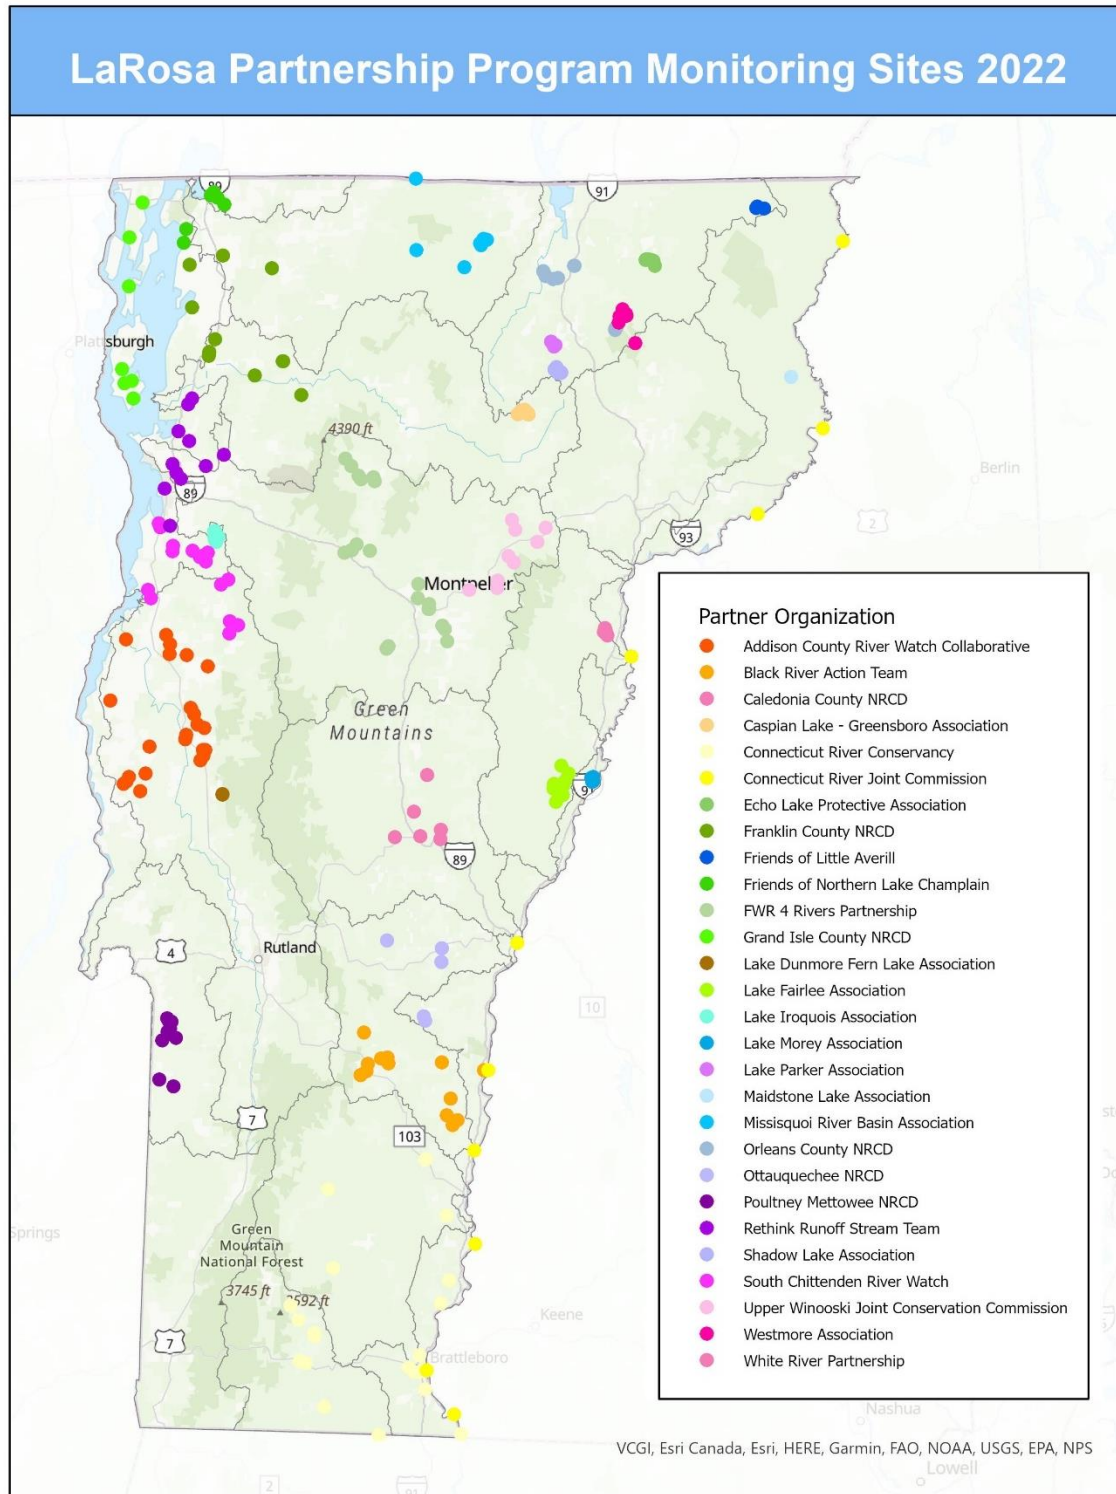 LaRosa Partnership Program Monitoring Sites 2022
89
91
Plattsburgh
4390 ft
Berlin
89
2
93
Montpelier
Green
Mountains
91
89
4
Rutland
10
7
103
Green
Mountain
National Forest
3745 ft
3592 ft
Springs
Keene
7
Brattleboro
Nashua
2
91
Lowell
Partner Organization
Addison County River Watch Collaborative
Black River Action Team
Caledonia County NRCD
Caspian Lake - Greensboro Association
Connecticut River Conservancy
Connecticut River Joint Commission
Echo Lake Protective Association
Franklin County NRCD
Friends of Little Averill
Friends of Northern Lake Champlain
FWR 4 Rivers Partnership
Grand Isle County NRCD
Lake Dunmore Fern Lake Association
Lake Fairlee Association
Lake Iroquois Association
Lake Morey Association
Lake Parker Association
Maidstone Lake Association
Missisquoi River Basin Association
Orleans County NRCD
Ottauquechee NRCD
Poultney Mettowee NRCD
Rethink Runoff Stream Team
Shadow Lake Association
South Chittenden River Watch
Upper Winooski Joint Conservation Commission
Westmore Association
White River Partnership
VCGI, Esri Canada, Esri, HERE, Garmin, FAO, NOAA, USGS, EPA, NPS